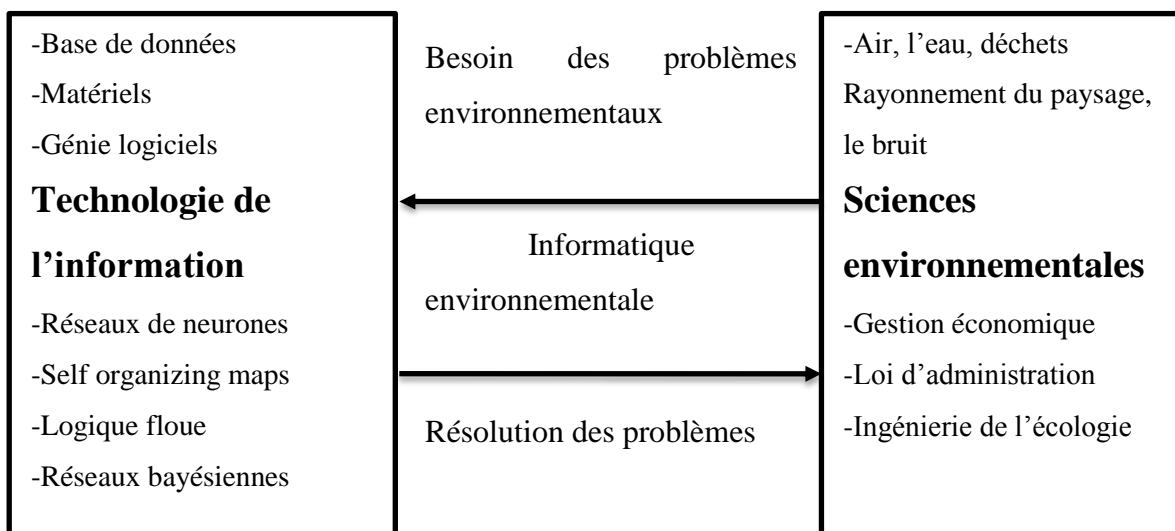 -Base de données
-Matériels
-Génie logiciels
Technologie de
l’information
-Réseaux de neurones
-Self organizing maps
-Logique floue
-Réseaux bayésiennes
Besoin des problèmes
environnementaux
Informatique
environnementale
Résolution des problèmes
-Air, l’eau, déchets
Rayonnement du paysage,
le bruit
Sciences
environnementales
-Gestion économique
-Loi d’administration
-Ingénierie de l’écologie